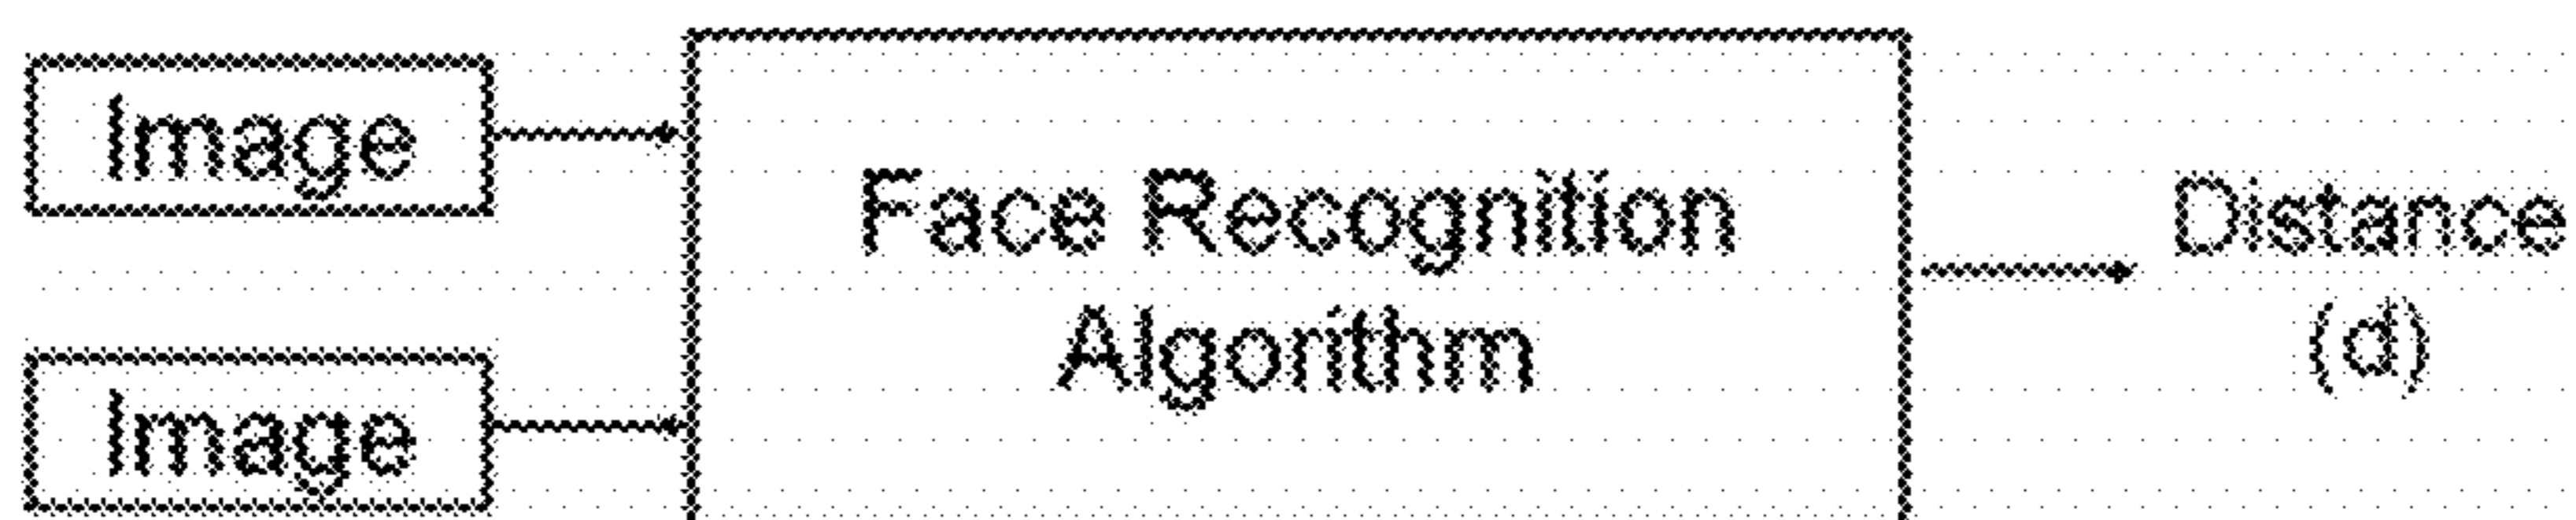 Image
Image
Face Recognition
Algorithm
Distance
(d)